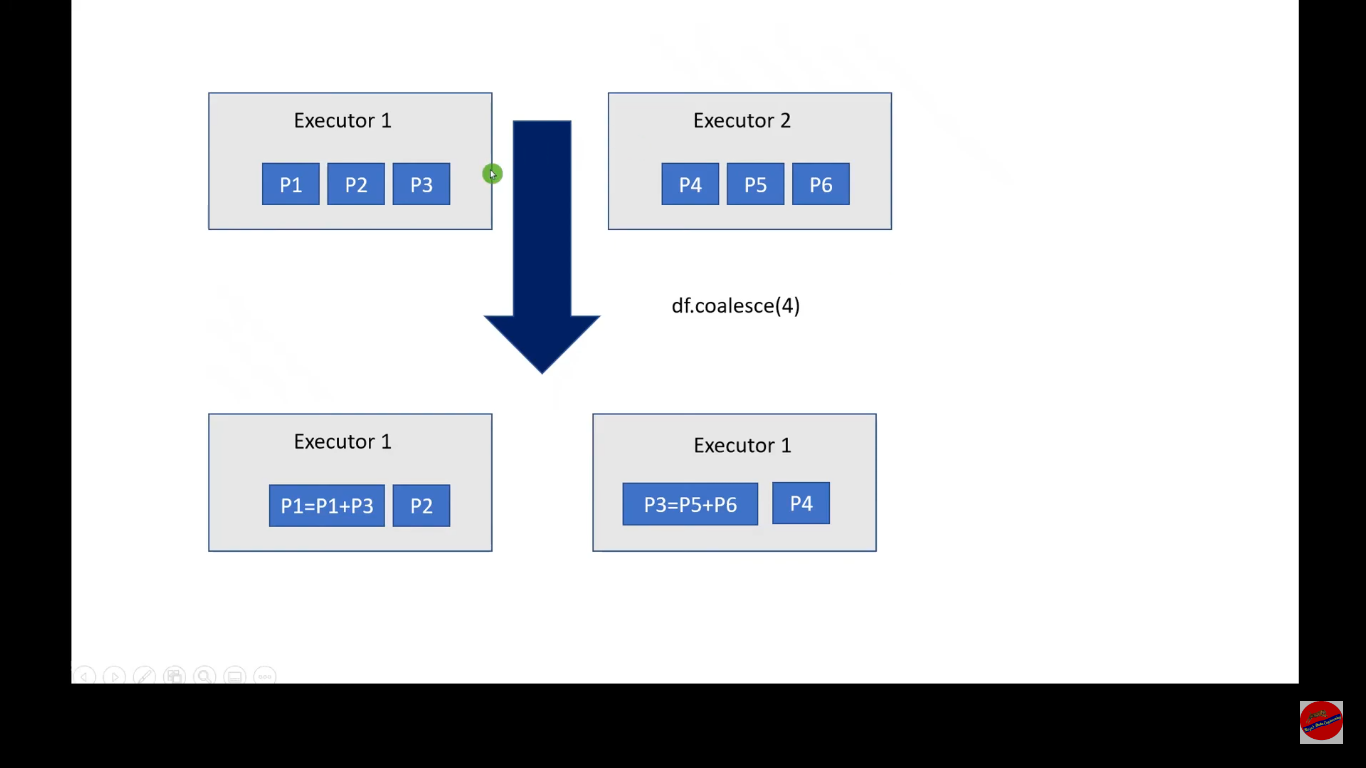 Executor 1
P1 P2 P3
Executor 2
P4 P5 P6
df.coalesce(4)
Executor 1
P1=P1+P3 P2
Executor 1
P3=P5+P6 P4